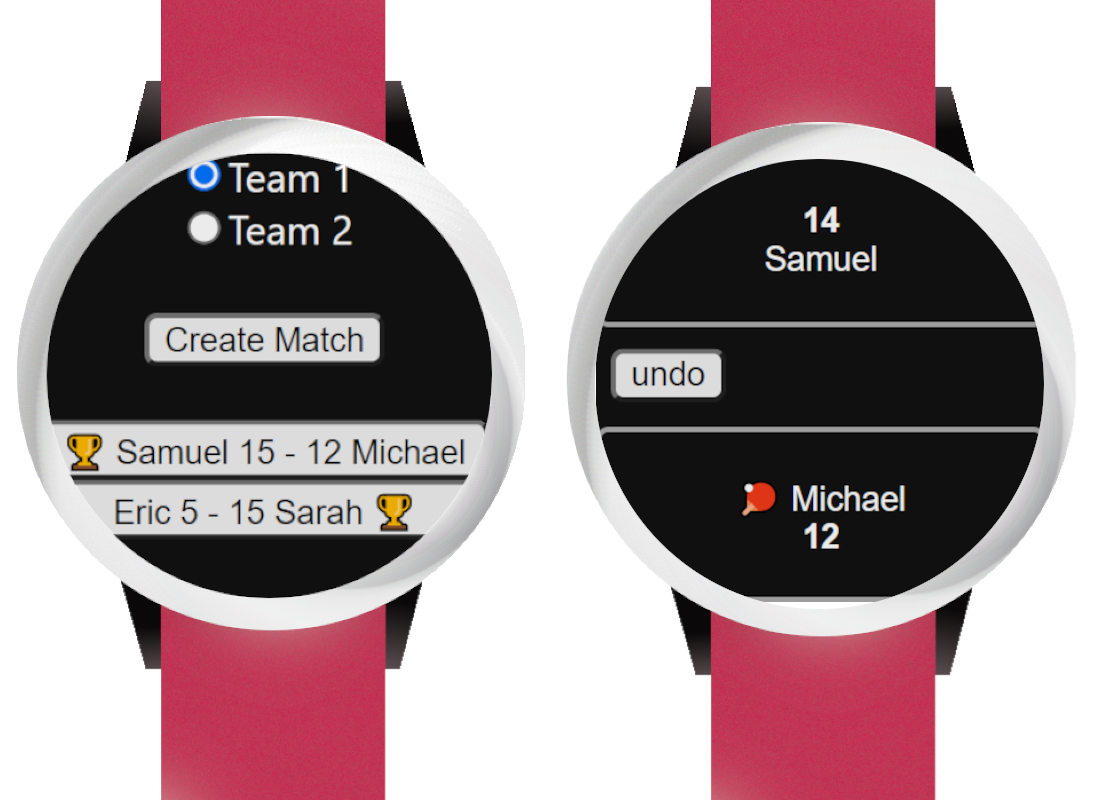 Team 1
Team 2
Create Match
🏆 Samuel 15 - 12 Michael
Eric 5 - 15 Sarah 🏆
14
Samuel
undo
🏓 Michael
12